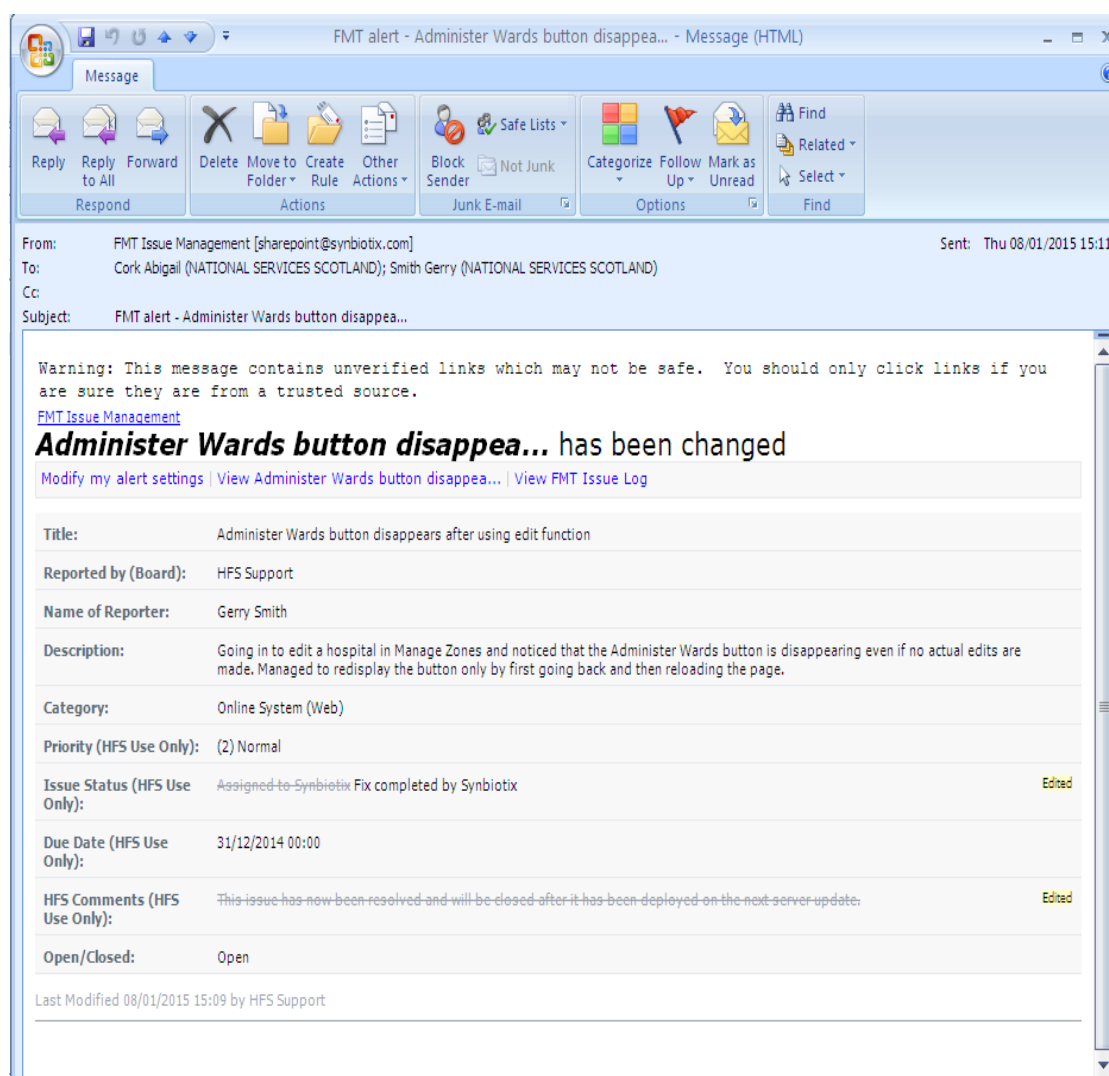 FMT alert - Administer Wards button disappea... - Message (HTML)
Message
Reply
Reply to All
Forward
Respond
Delete
Move to Folder
Create Rule
Other Actions
Actions
Block Sender
Safe Lists
Not Junk
Junk E-mail
Categorize
Follow Up
Mark as Unread
Options
Find
Related
Select
Find
From: FMT Issue Management [sharepoint@synbiotix.com] Sent: Thu 08/01/2015 15:11
To: Cork Abigail (NATIONAL SERVICES SCOTLAND); Smith Gerry (NATIONAL SERVICES SCOTLAND)
Cc:
Subject: FMT alert - Administer Wards button disappea...
Warning: This message contains unverified links which may not be safe. You should only click links if you
are sure they are from a trusted source.
FMT Issue Management
Administer Wards button disappea... has been changed
Modify my alert settings | View Administer Wards button disappea... | View FMT Issue Log
Title: Administer Wards button disappears after using edit function
Reported by (Board): HFS Support
Name of Reporter: Gerry Smith
Description: Going in to edit a hospital in Manage Zones and noticed that the Administer Wards button is disappearing even if no actual edits are
made. Managed to redisplay the button only by first going back and then reloading the page.
Category: Online System (Web)
Priority (HFS Use Only): (2) Normal
Issue Status (HFS Use Only): Assigned to Synbiotix Fix completed by Synbiotix Edited
Due Date (HFS Use Only): 31/12/2014 00:00
HFS Comments (HFS Use Only): This issue has now been resolved and will be closed after it has been deployed on the next server update. Edited
Open/Closed: Open
Last Modified 08/01/2015 15:09 by HFS Support